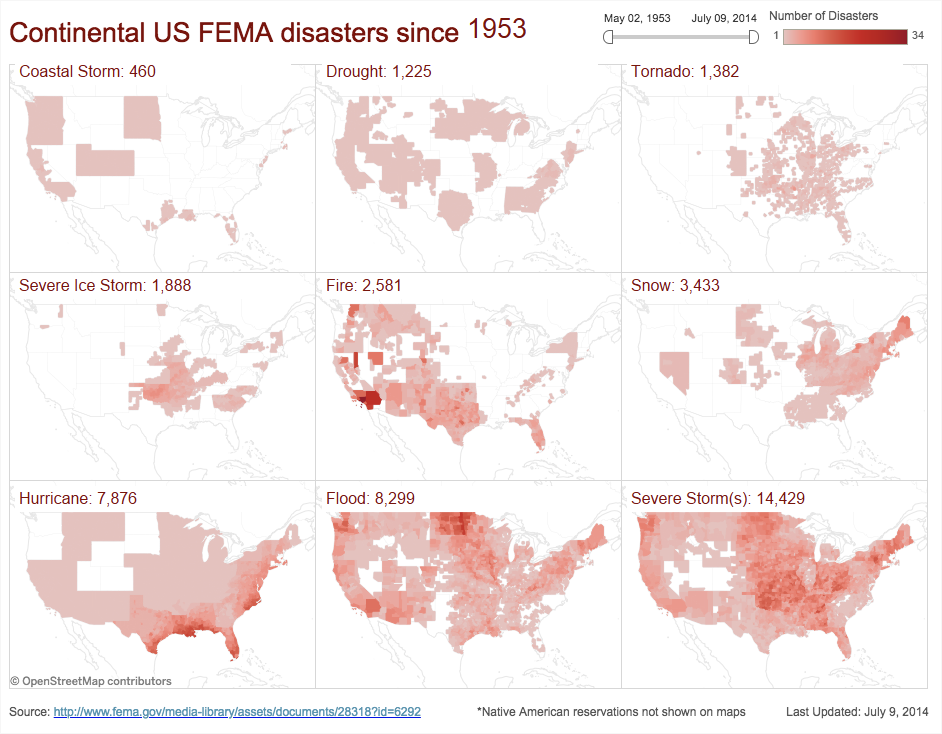 Continental US FEMA disasters since 1953
May 02, 1953 July 09, 2014
Number of Disasters
1 34
Coastal Storm: 460
Drought: 1,225
Tornado: 1,382
Severe Ice Storm: 1,888
Fire: 2,581
Snow: 3,433
Hurricane: 7,876
Flood: 8,299
Severe Storm(s): 14,429
© OpenStreetMap contributors
Source: http://www.fema.gov/media-library/assets/documents/28318?id=6292
*Native American reservations not shown on maps
Last Updated: July 9, 2014